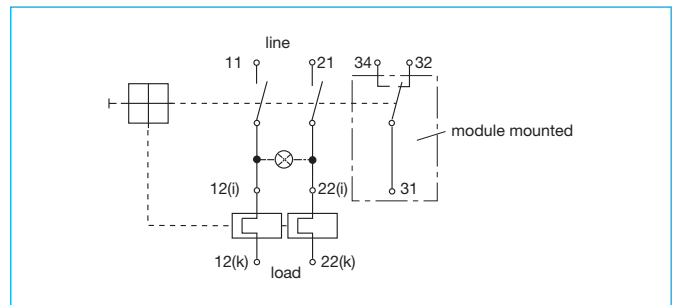 line
11 21 34 32
module mounted
12(i) 22(i) 31
12(k) 22(k)
load